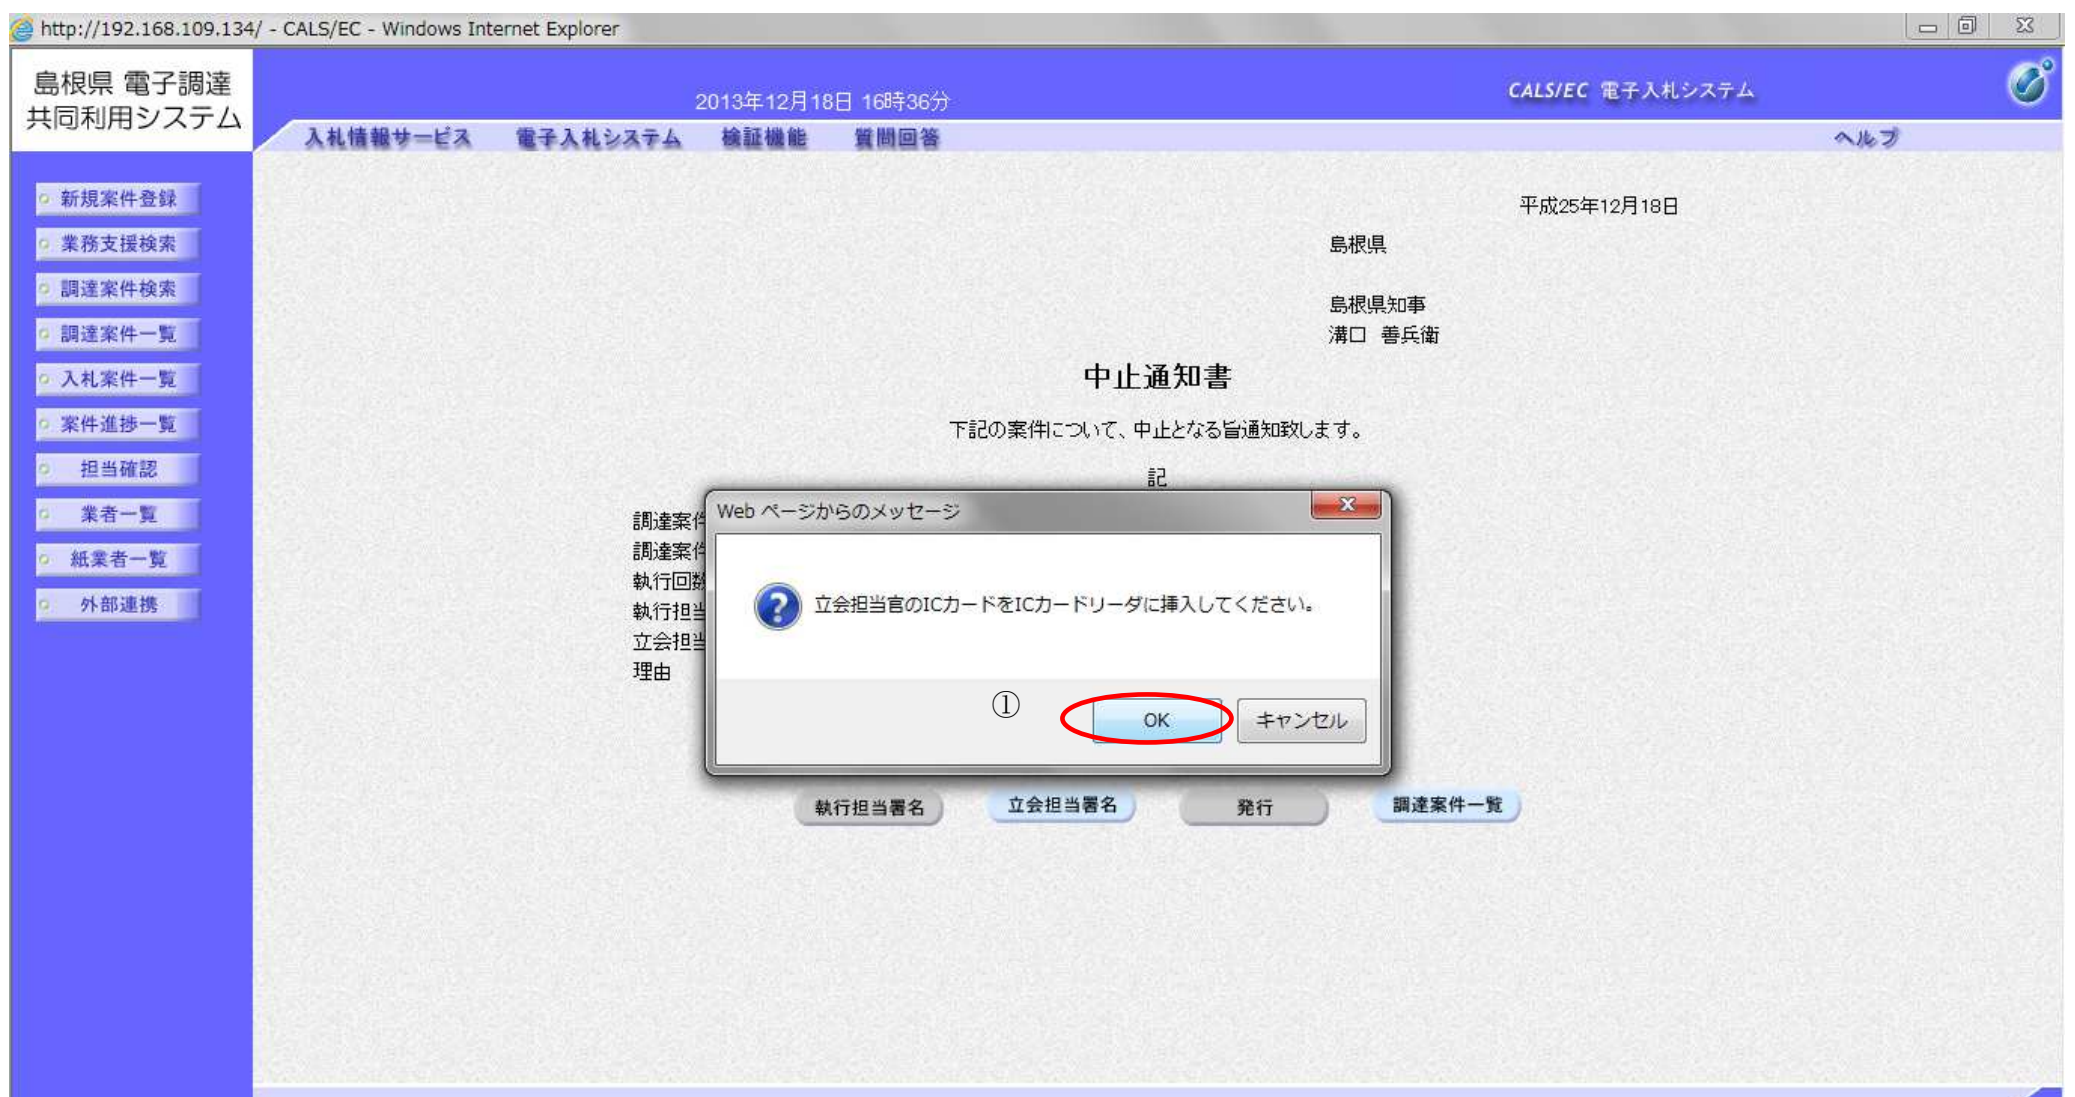 http://192.168.109.134/ - CALS/EC - Windows Internet Explorer
島根県 電子調達
共同利用システム
2013年12月18日 16時36分
CALS/EC 電子入札システム
入札情報サービス 電子入札システム 検証機能 質問回答 ヘルプ
新規案件登録
業務支援検索
調達案件検索
調達案件一覧
入札案件一覧
案件進捗一覧
担当確認
業者一覧
紙業者一覧
外部連携
平成25年12月18日
島根県
島根県知事
溝口 善兵衛
中止通知書
下記の案件について、中止となる旨通知致します。
記
調達案件
調達案件
執行回数
執行担当
立会担当
理由
Web ページからのメッセージ
立会担当官のICカードをICカードリーダに挿入してください。
①
OK キャンセル
執行担当署名 立会担当署名 発行 調達案件一覧